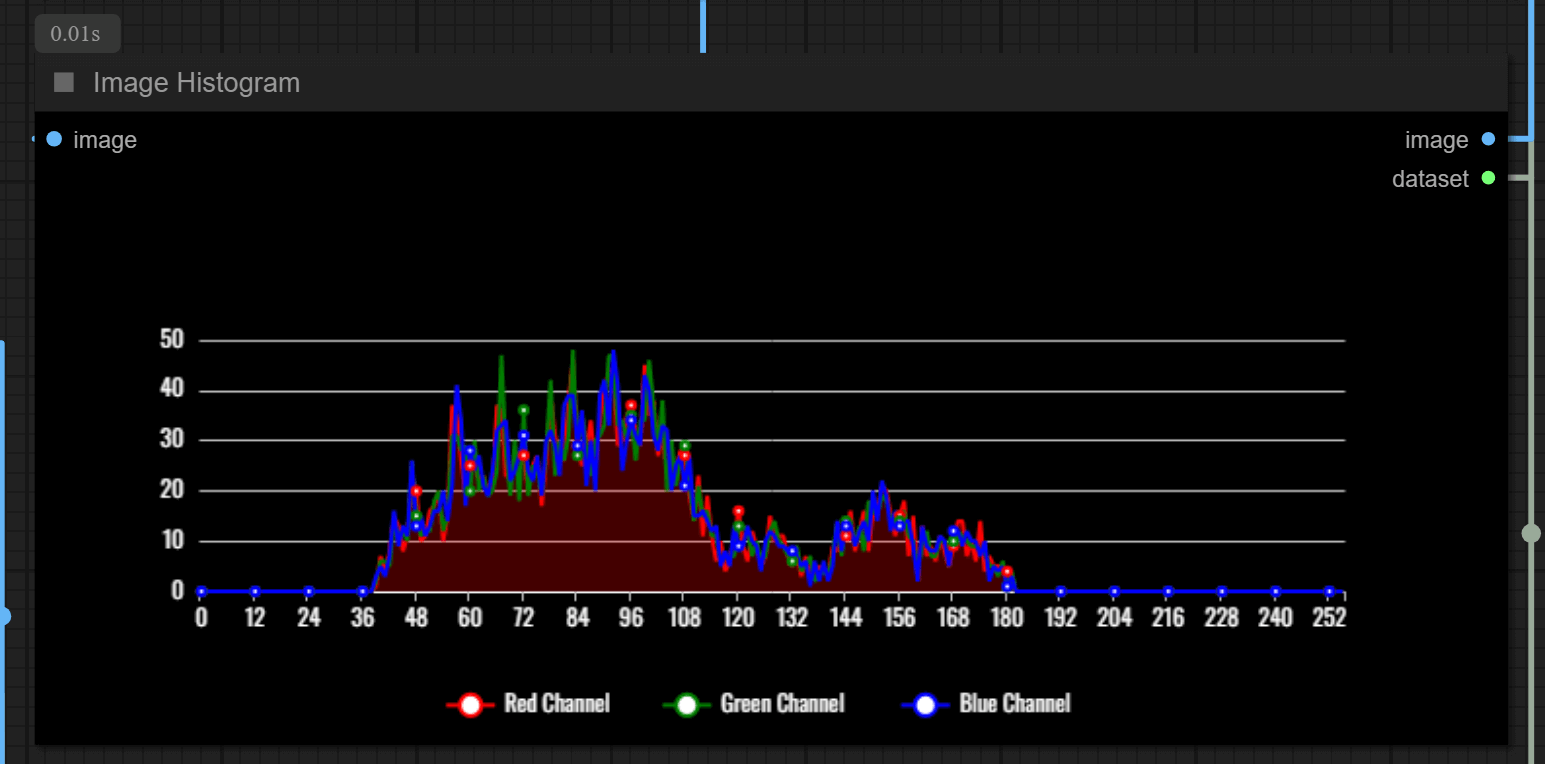 0.01s
Image Histogram
image image
dataset
50
40
30
20
10
0
0 12 24 36 48 60 72 84 96 108 120 132 144 156 168 180 192 204 216 228 240 252
Red Channel Green Channel Blue Channel